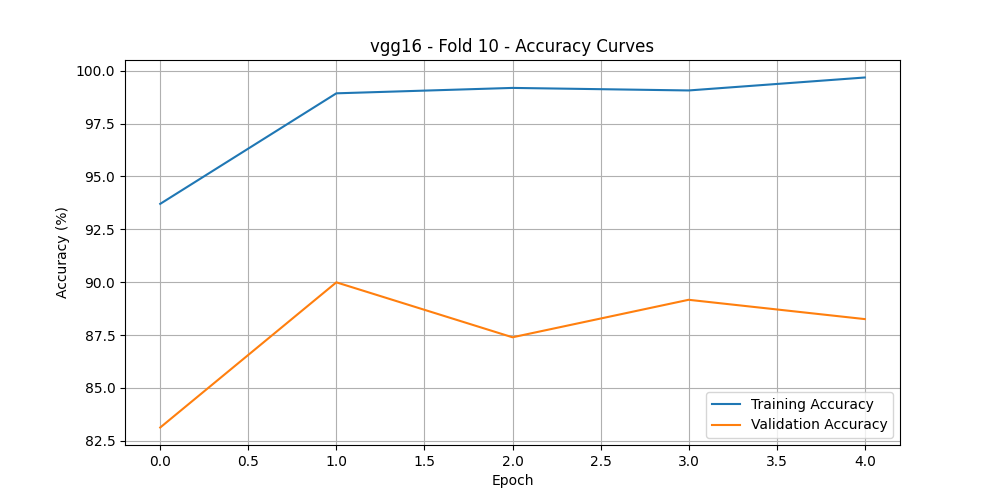 vgg16 - Fold 10 - Accuracy Curves
100.0
97.5
95.0
92.5
90.0
87.5
85.0
82.5
Accuracy (%)
Training Accuracy
Validation Accuracy
0.0 0.5 1.0 1.5 2.0 2.5 3.0 3.5 4.0
Epoch